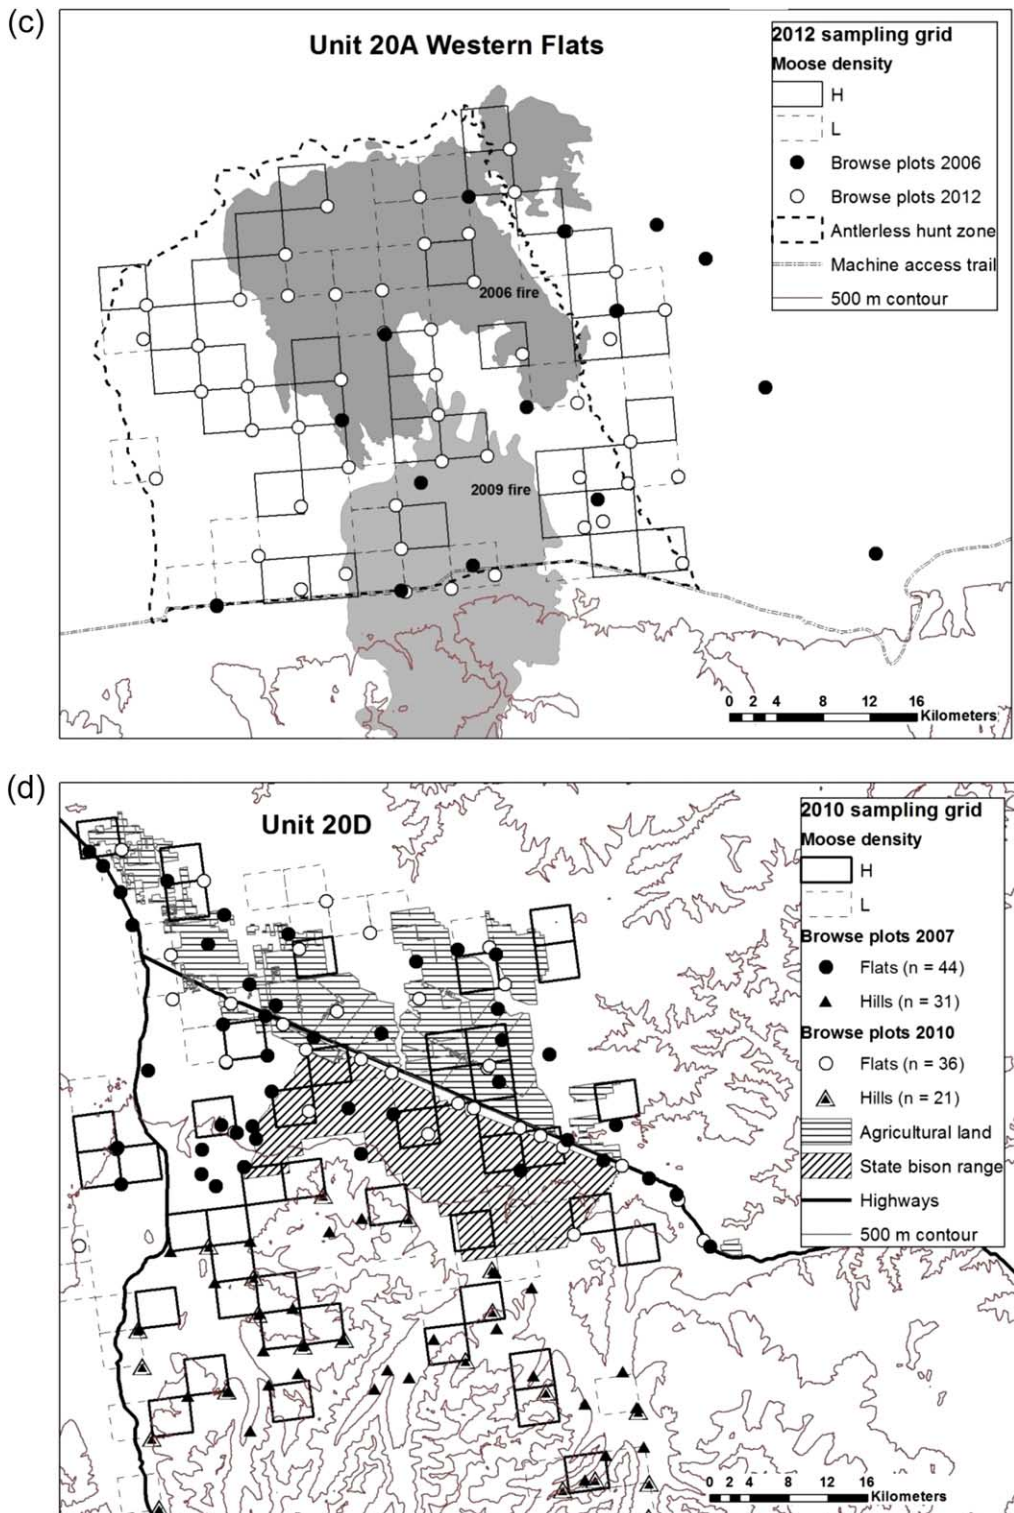 (c)
Unit 20A Western Flats
2012 sampling grid
Moose density
H
L
Browse plots 2006
Browse plots 2012
Antlerless hunt zone
Machine access trail
500 m contour
2006 fire
2009 fire
0 2 4 8 12 16
Kilometers
(d)
Unit 20D
2010 sampling grid
Moose density
H
L
Browse plots 2007
Flats (n = 44)
Hills (n = 31)
Browse plots 2010
Flats (n = 36)
Hills (n = 21)
Agricultural land
State bison range
Highways
500 m contour
0 2 4 8 12 16
Kilometers